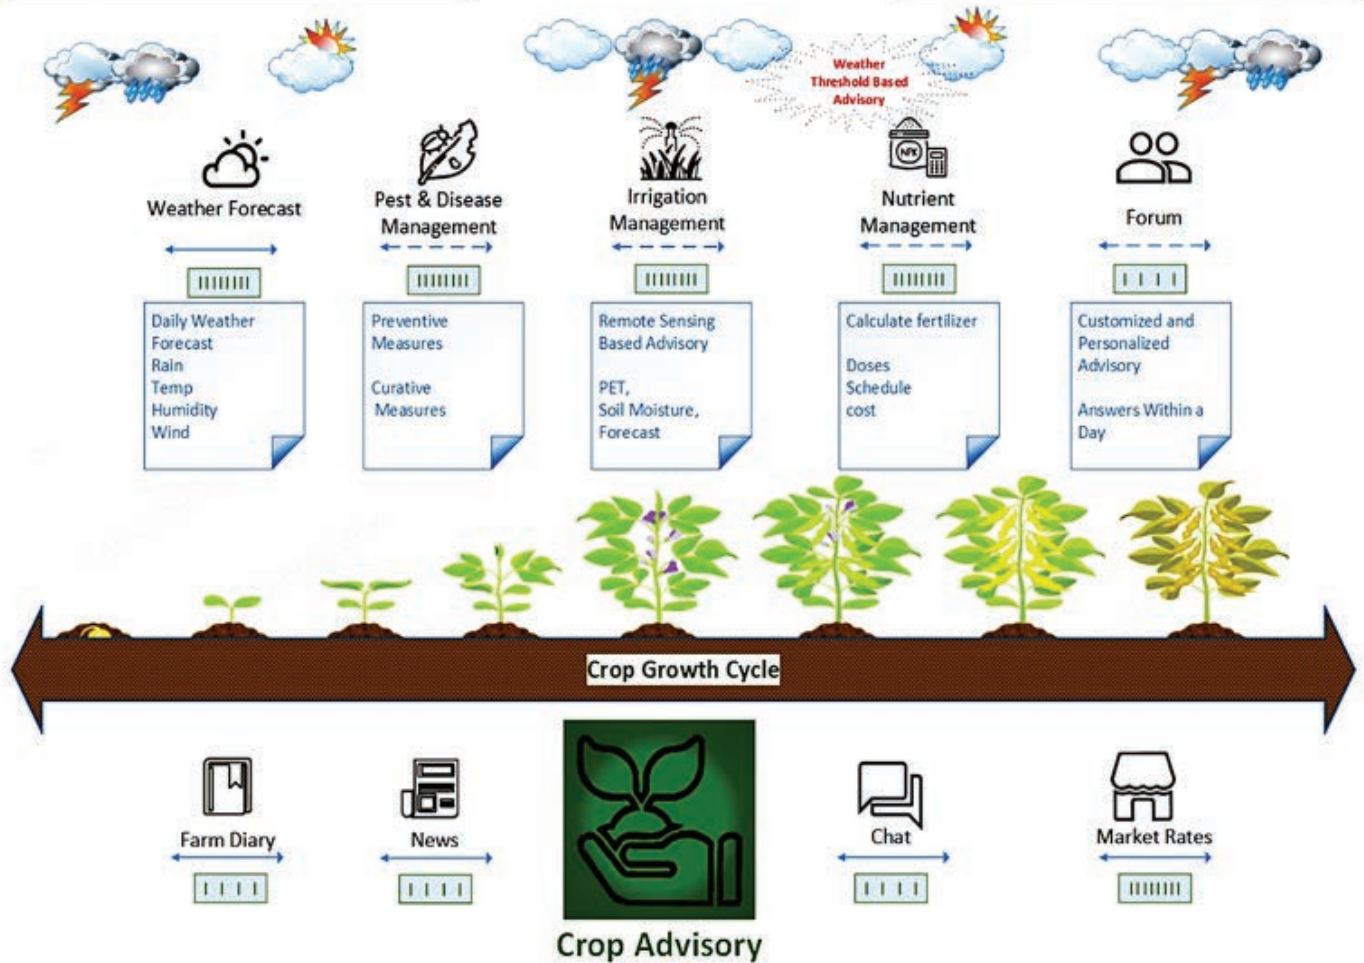 Weather
Threshold Based
Advisory
NPK
Weather Forecast
Pest & Disease
Management
Irrigation
Management
Nutrient
Management
Forum
Daily Weather
Forecast
Rain
Temp
Humidity
Wind
Preventive
Measures
Curative
Measures
Remote Sensing
Based Advisory
PET,
Soil Moisture,
Forecast
Calculate fertilizer
Doses
Schedule
cost
Customized and
Personalized
Advisory
Answers Within a
Day
Crop Growth Cycle
Farm Diary
News
Chat
Market Rates
Crop Advisory